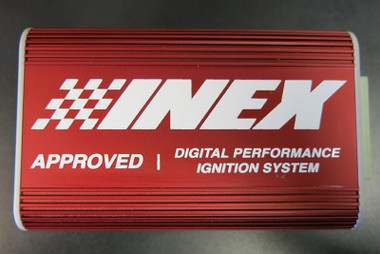 INEX
APPROVED | DIGITAL PERFORMANCE
IGNITION SYSTEM